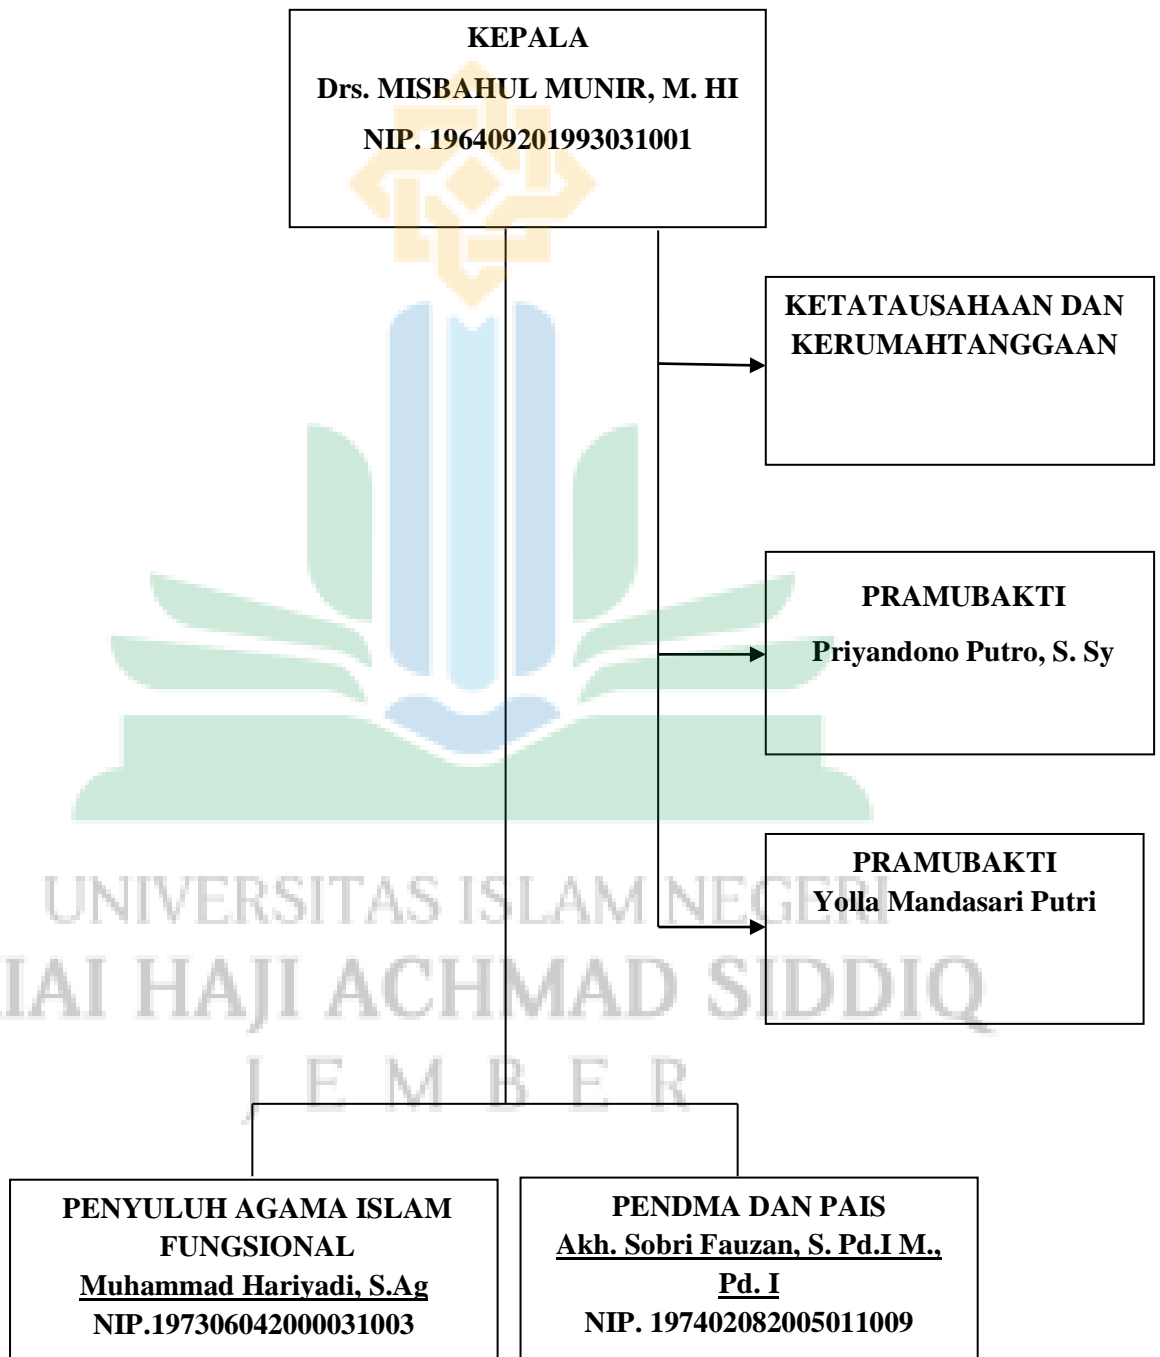 KEPALA
Drs. MISBAHUL MUNIR, M. HI
NIP. 196409201993031001
KETATAUSAHAAN DAN
KERUMAHTANGGAAN
PRAMUBAKTI
Priyandono Putro, S. Sy
PRAMUBAKTI
Yolla Mandasari Putri
UNIVERSITAS ISLAM NEGERI
IAI HAJI ACHMAD SIDDIQ
JEMBER
PENYULUH AGAMA ISLAM
FUNGSIONAL
Muhammad Hariyadi, S.Ag
NIP.197306042000031003
PENDMA DAN PAIS
Akh. Sobri Fauzan, S. Pd.I M.,
Pd. I
NIP. 197402082005011009